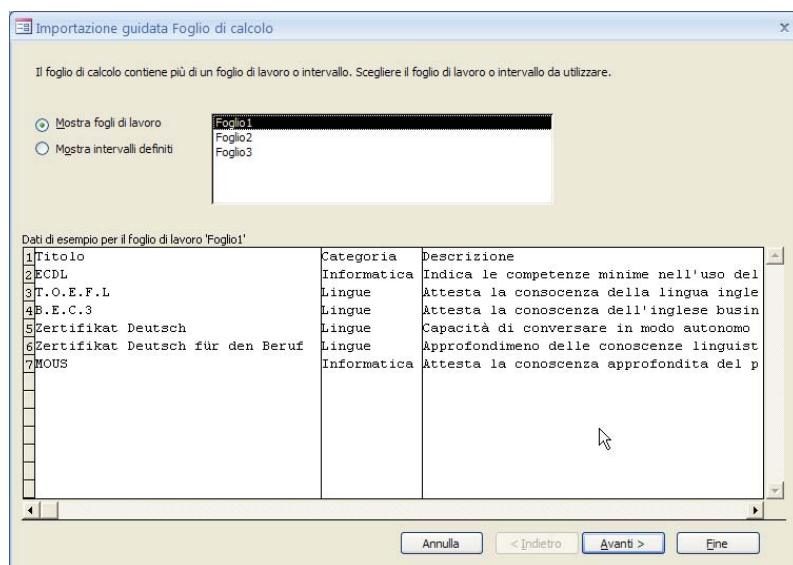 Importazione guidata Foglio di calcolo
Il foglio di calcolo contiene più di un foglio di lavoro o intervallo. Scegliere il foglio di lavoro o intervallo da utilizzare.
Mostra fogli di lavoro
Mostra intervalli definiti
Foglio1
Foglio2
Foglio3
Dati di esempio per il foglio di lavoro 'Foglio1'
1 Titolo Categoria Descrizione
2 ECDL Informatica Indica le competenze minime nell'uso del
3 T.O.E.F.L Lingue Attesta la consocenza della lingua ingle
4 B.E.C.3 Lingue Attesta la conoscenza dell'inglese busin
5 Zertifikat Deutsch Lingue Capacità di conversare in modo autonomo
6 Zertifikat Deutsch für den Beruf Lingue Approfondimeno delle conoscenze linguist
7 MOUS Informatica Attesta la conoscenza approfondita del p
Annulla < Indietro Avanti > Fine